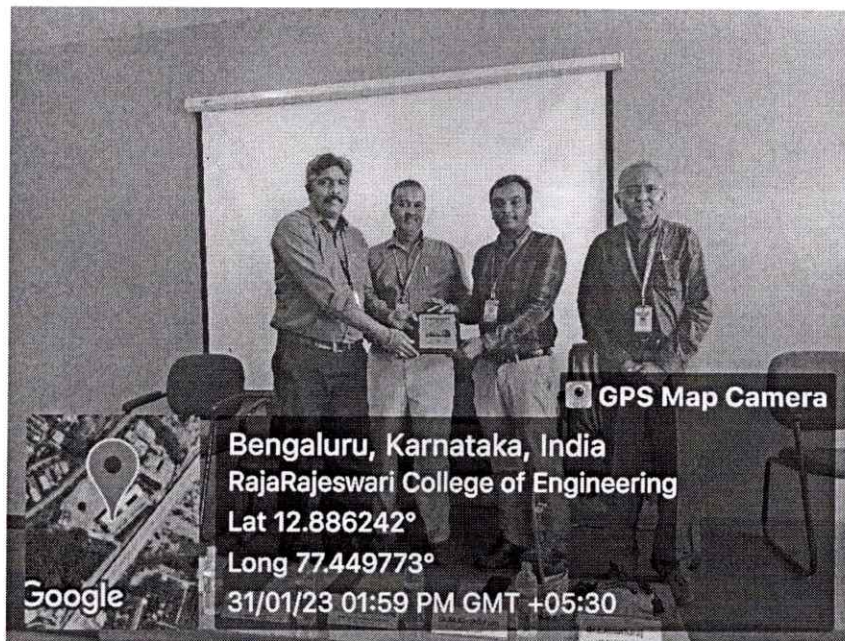 GPS Map Camera
Bengaluru, Karnataka, India
RajaRajeswari College of Engineering
Lat 12.886242°
Long 77.449773°
31/01/23 01:59 PM GMT +05:30
Google